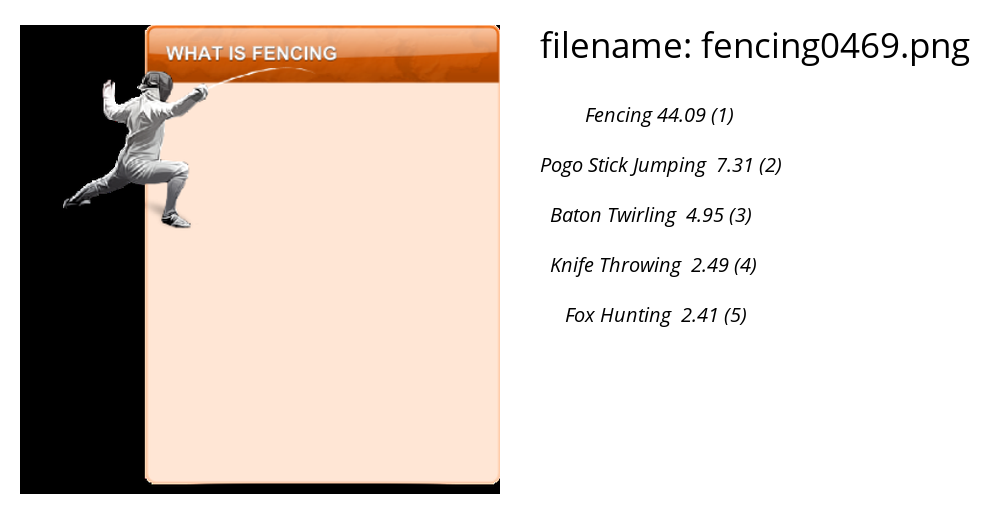 WHAT IS FENCING
filename: fencing0469.png
Fencing 44.09 (1)
Pogo Stick Jumping 7.31 (2)
Baton Twirling 4.95 (3)
Knife Throwing 2.49 (4)
Fox Hunting 2.41 (5)